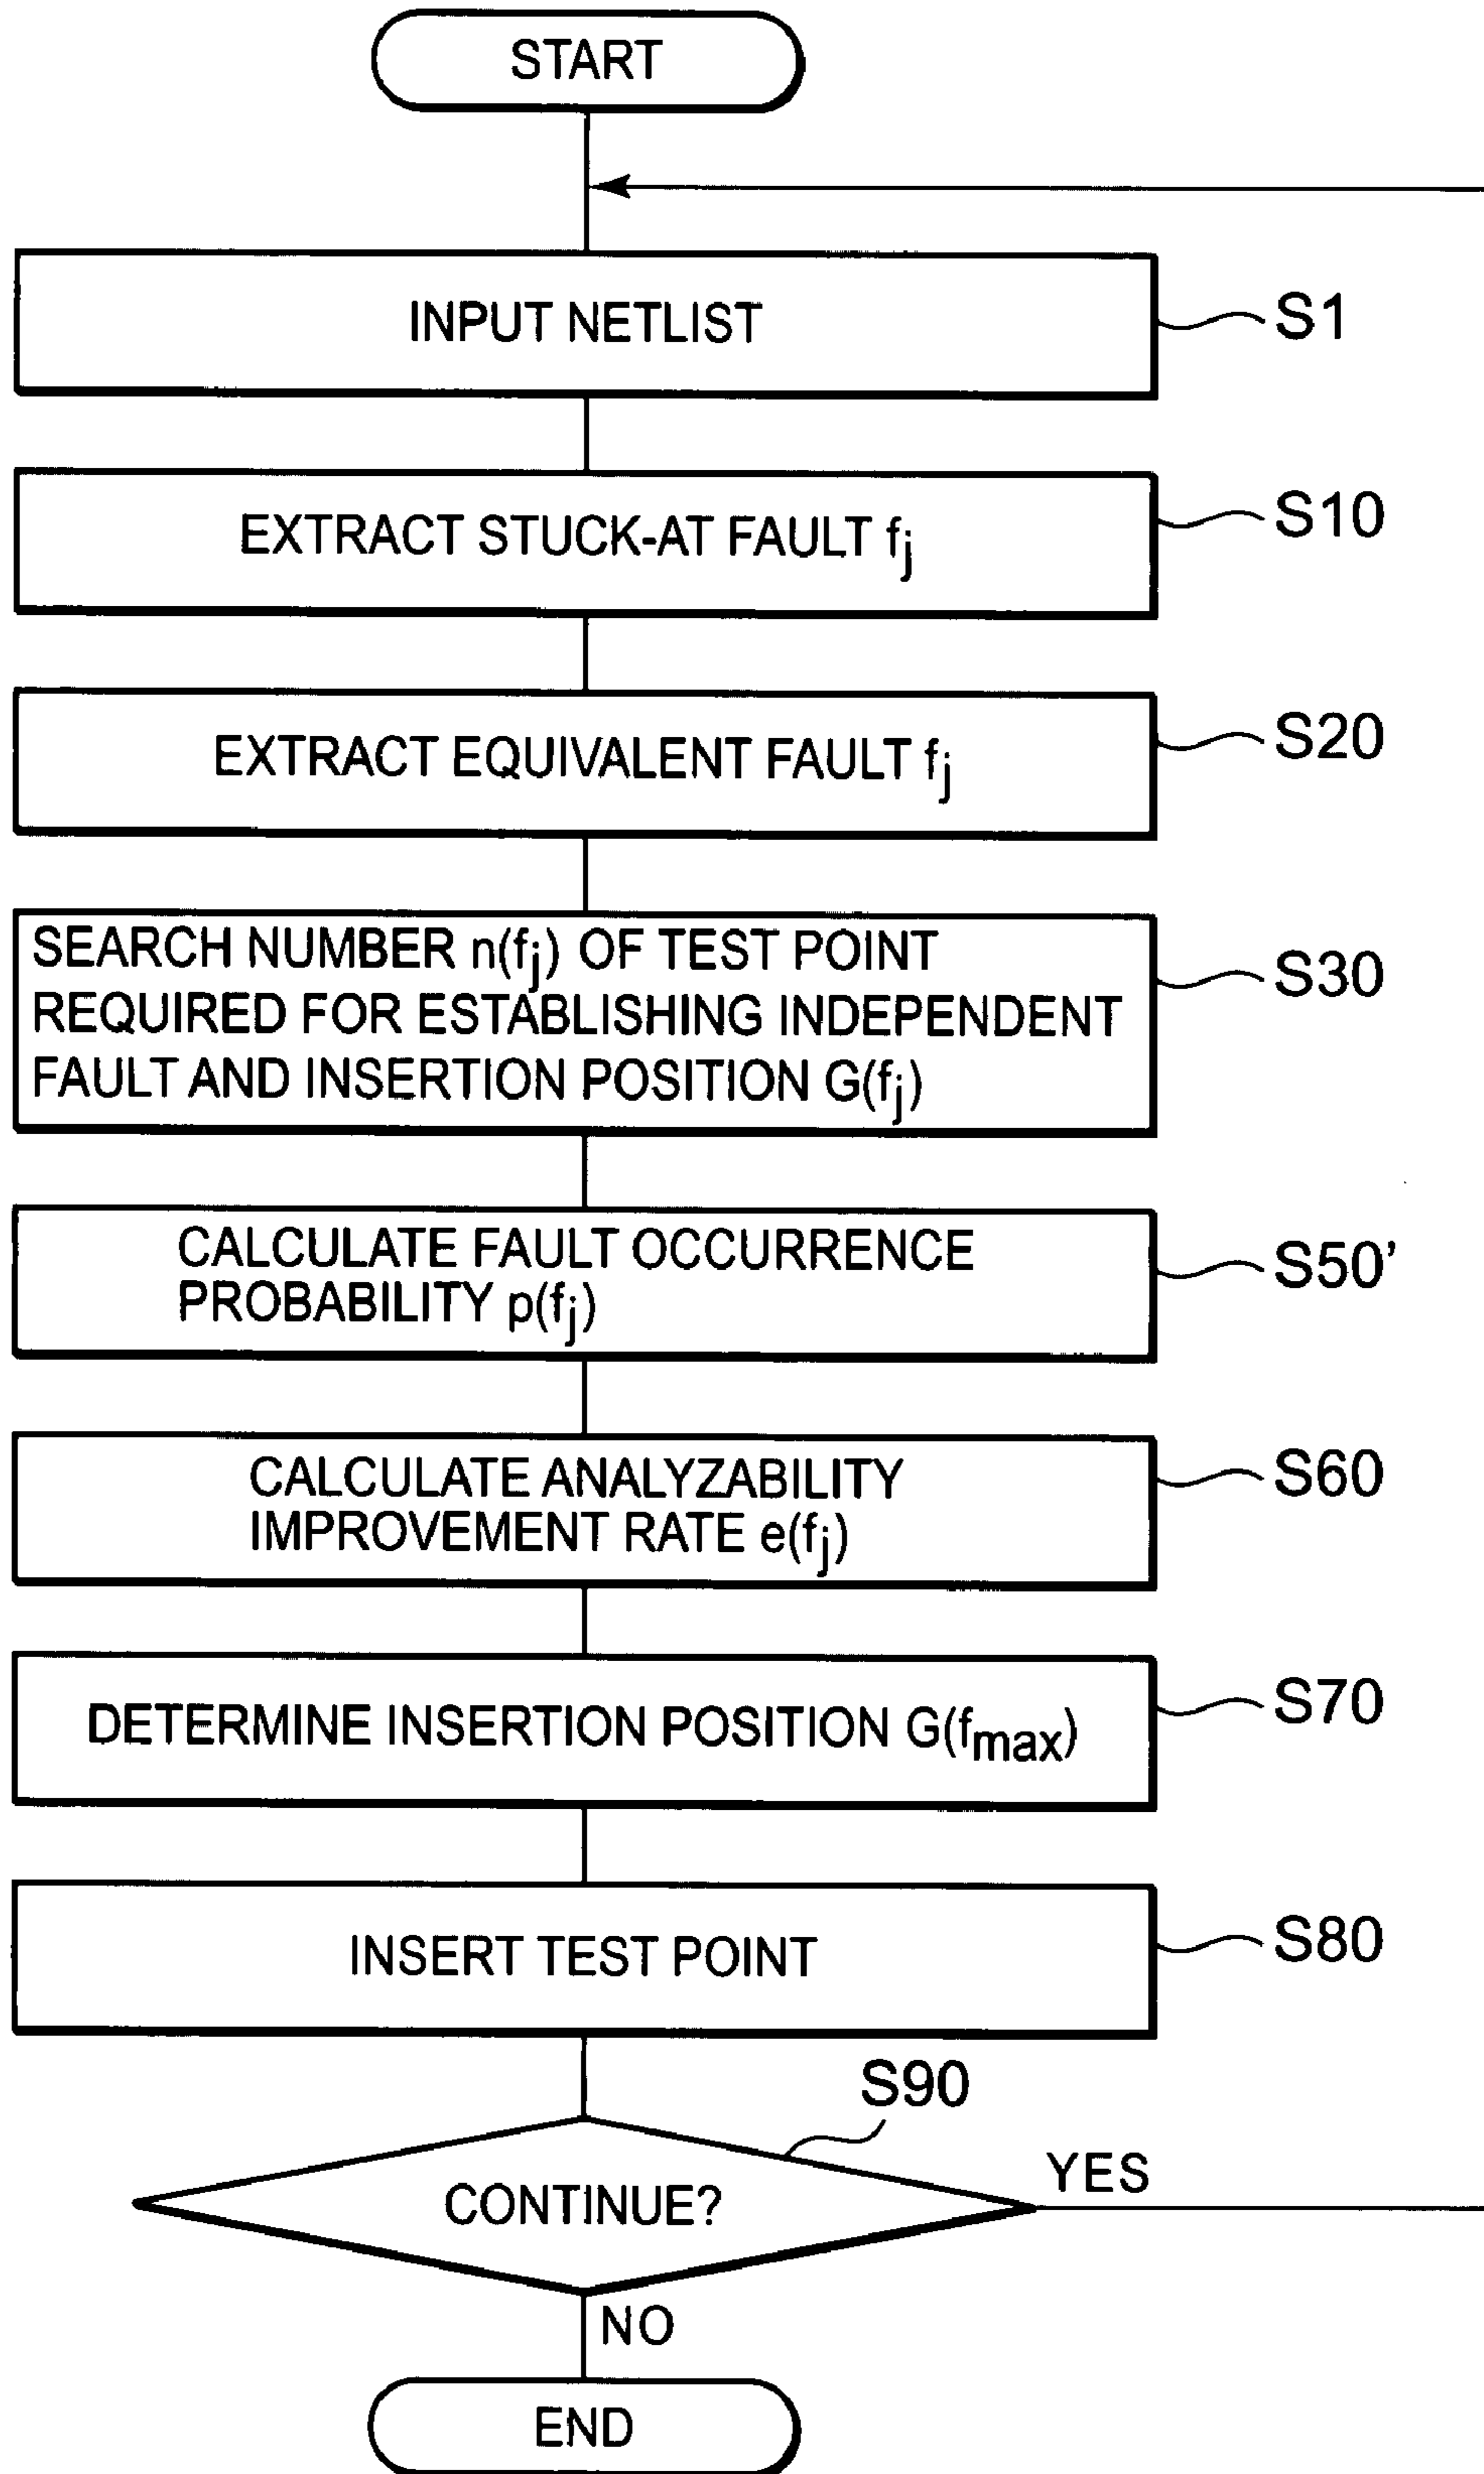 START
INPUT NETLIST
S1
EXTRACT STUCK-AT FAULT fj
S10
EXTRACT EQUIVALENT FAULT fj
S20
SEARCH NUMBER n(fj) OF TEST POINT
REQUIRED FOR ESTABLISHING INDEPENDENT
FAULT AND INSERTION POSITION G(fj)
S30
CALCULATE FAULT OCCURRENCE
PROBABILITY p(fj)
S50'
CALCULATE ANALYZABILITY
IMPROVEMENT RATE e(fj)
S60
DETERMINE INSERTION POSITION G(fmax)
S70
INSERT TEST POINT
S80
S90
CONTINUE?
YES
NO
END